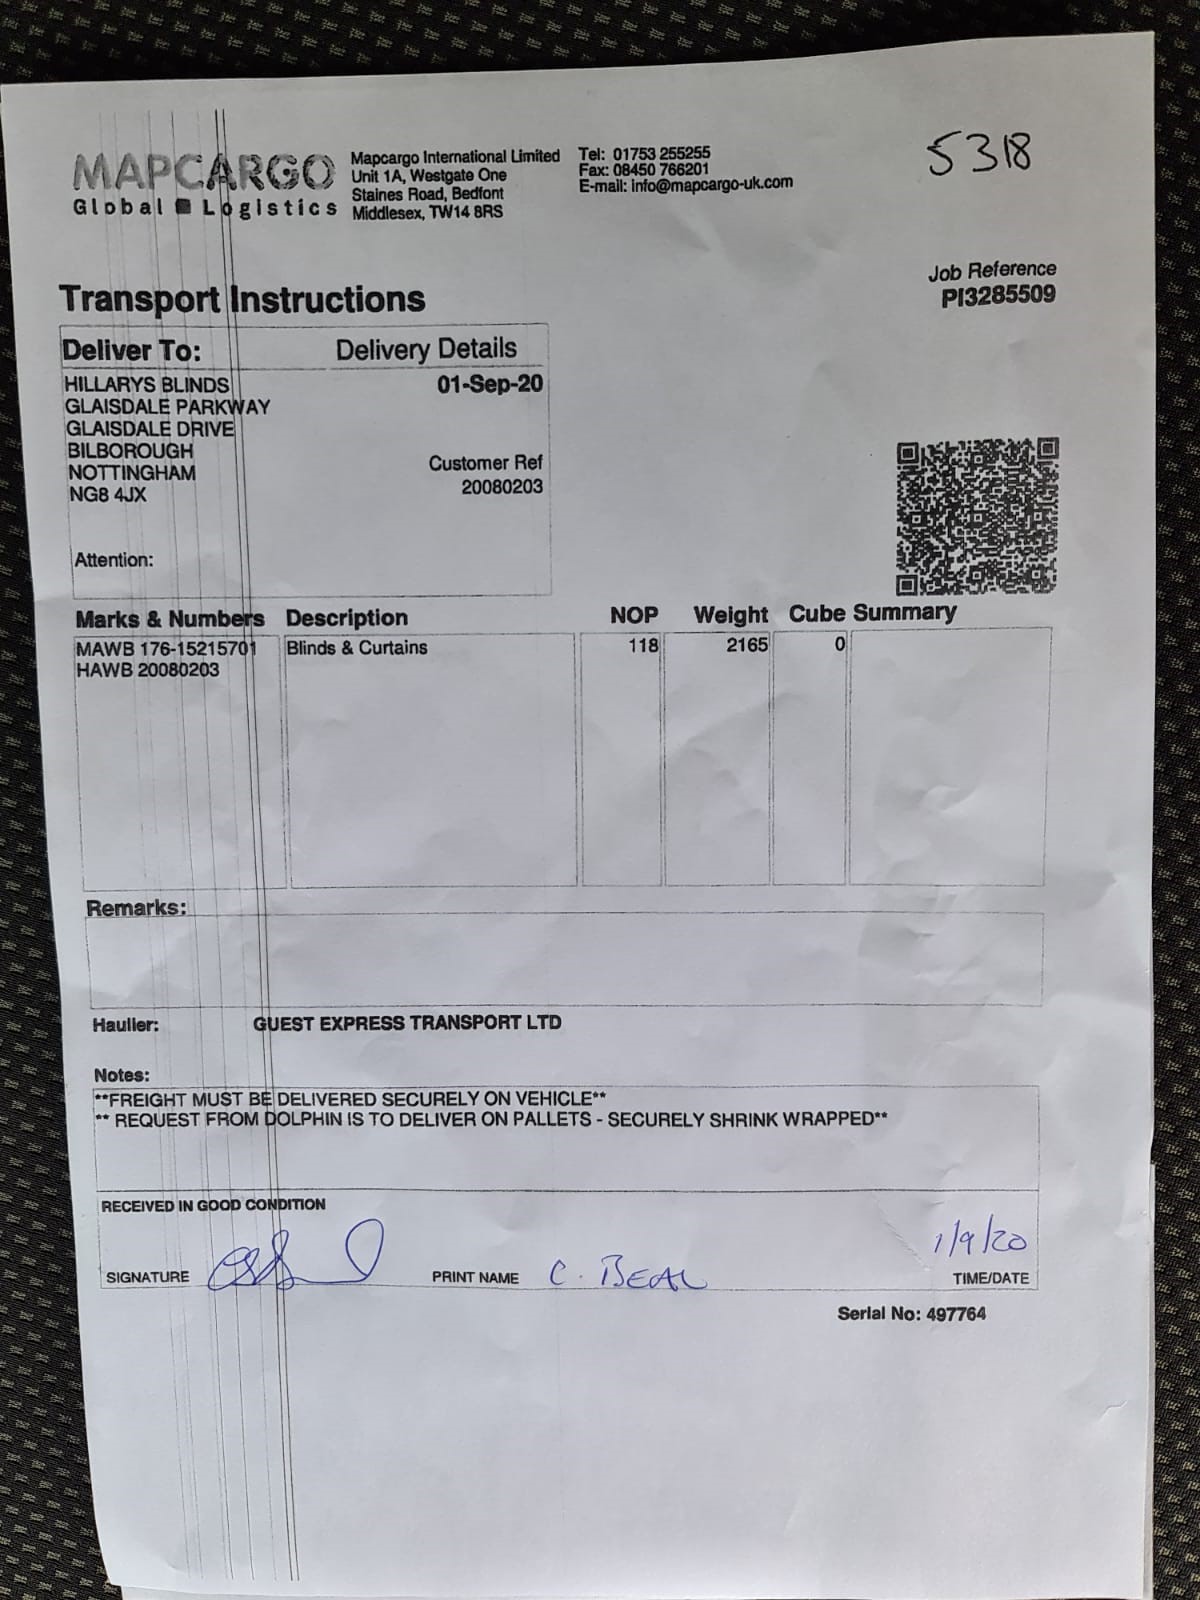 5318
MAPCARGO
Global Logistics
Mapcargo International Limited
Unit 1A, Westgate One
Staines Road, Bedfont
Middlesex, TW14 8RS
Tel: 01753 255255
Fax: 08450 766201
E-mail: info@mapcargo-uk.com
Job Reference
PI3285509
Transport Instructions
Deliver To: Delivery Details
HILLARYS BLINDS 01-Sep-20
GLAISDALE PARKWAY
GLAISDALE DRIVE
BILBOROUGH
NOTTINGHAM Customer Ref
NG8 4JX 20080203
Attention:
Marks & Numbers Description NOP Weight Cube Summary
MAWB 176-15215701 Blinds & Curtains 118 2165 0
HAWB 20080203
Remarks:
Haulier: GUEST EXPRESS TRANSPORT LTD
Notes:
**FREIGHT MUST BE DELIVERED SECURELY ON VEHICLE**
** REQUEST FROM DOLPHIN IS TO DELIVER ON PALLETS - SECURELY SHRINK WRAPPED**
RECEIVED IN GOOD CONDITION
1/9/20
SIGNATURE PRINT NAME C. BEAL TIME/DATE
Serial No: 497764